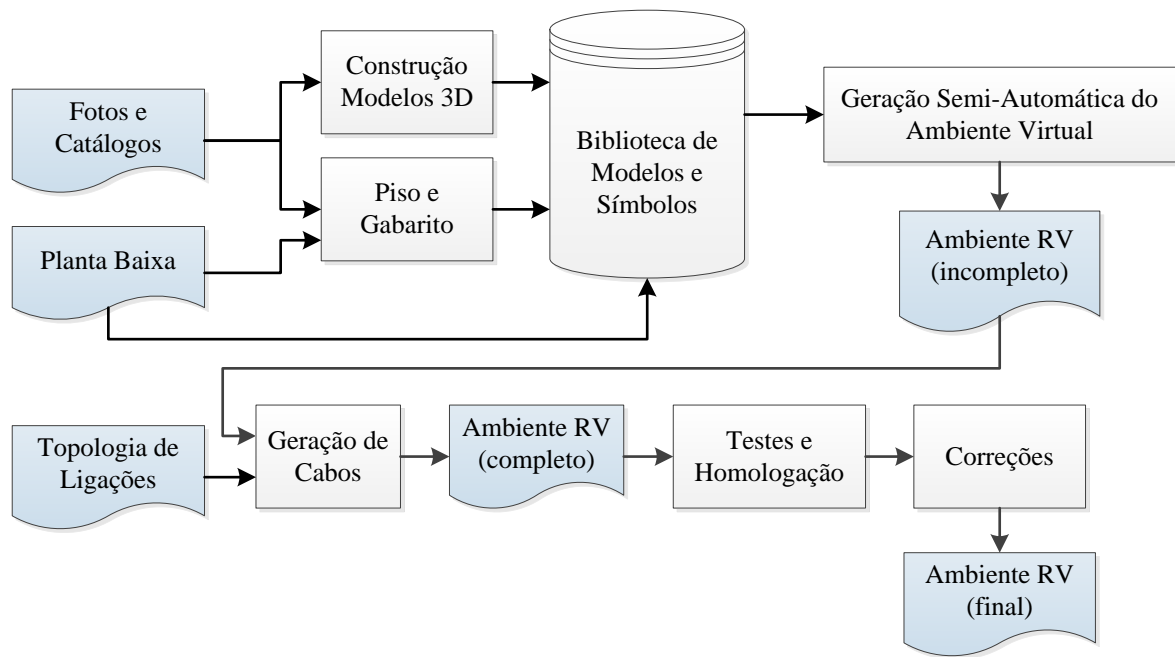 Fotos e
Catálogos
Planta Baixa
Construção
Modelos 3D
Piso e
Gabarito
Biblioteca de
Modelos e
Símbolos
Geração Semi-Automática do
Ambiente Virtual
Ambiente RV
(incompleto)
Topologia de
Ligações
Geração de
Cabos
Ambiente RV
(completo)
Testes e
Homologação
Correções
Ambiente RV
(final)